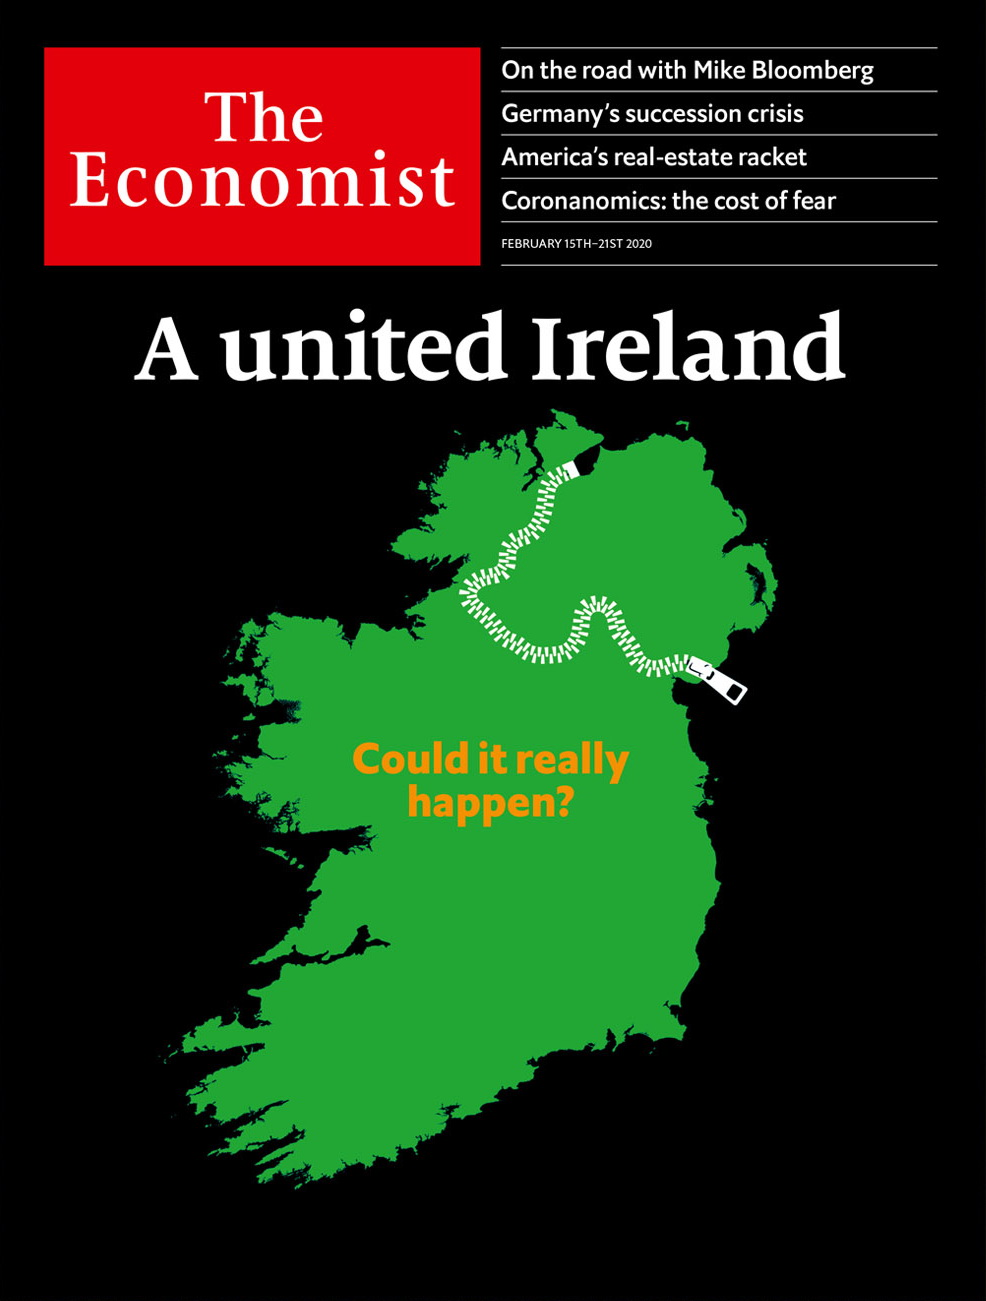 The
Economist
On the road with Mike Bloomberg
Germany’s succession crisis
America’s real-estate racket
Coronanomics: the cost of fear
FEBRUARY 15TH–21ST 2020
A united Ireland
Could it really
happen?